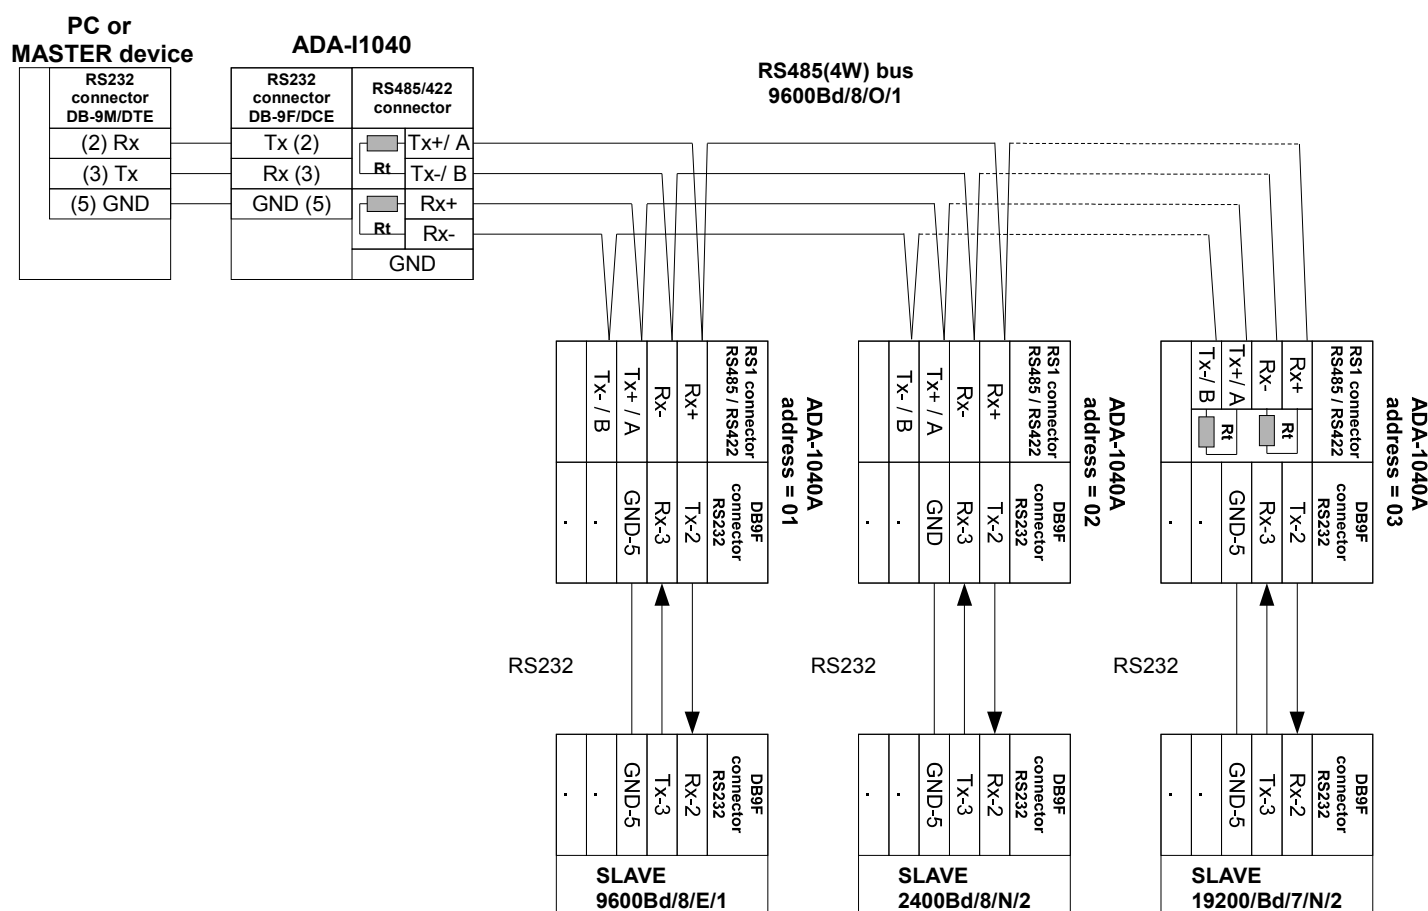 PC or
MASTER device
ADA-I1040
RS485(4W) bus
9600Bd/8/O/1
RS232
connector
DB-9M/DTE
(2) Rx
(3) Tx
(5) GND
RS232
connector
DB-9F/DCE
Tx (2)
Rx (3)
GND (5)
RS485/422
connector
Rt
Tx+/ A
Tx-/ B
Rt
Rx+
Rx-
GND
ADA-1040A
address = 01
RS1 connector
RS485 / RS422
Rx+
Rx-
Tx+ / A
Tx- / B
DB9F
connector
RS232
Tx-2
Rx-3
GND-5
.
.
ADA-1040A
address = 02
RS1 connector
RS485 / RS422
Rx+
Rx-
Tx+ / A
Tx- / B
DB9F
connector
RS232
Tx-2
Rx-3
GND
.
.
ADA-1040A
address = 03
RS1 connector
RS485 / RS422
Rx+
Rx-
Tx+/ A
Tx-/ B
Rt
Rt
DB9F
connector
RS232
Tx-2
Rx-3
GND-5
.
.
RS232
RS232
RS232
DB9F
connector
RS232
Rx-2
Tx-3
GND-5
.
.
SLAVE
9600Bd/8/E/1
DB9F
connector
RS232
Rx-2
Tx-3
GND-5
.
.
SLAVE
2400Bd/8/N/2
DB9F
connector
RS232
Rx-2
Tx-3
GND-5
.
.
SLAVE
19200/Bd/7/N/2